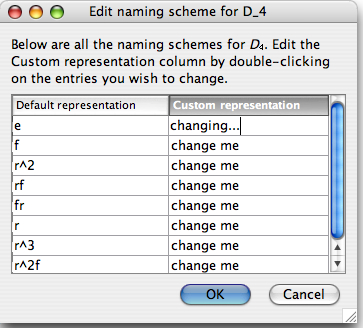 Edit naming scheme for D_4
Below are all the naming schemes for D₄. Edit the
Custom representation column by double-clicking
on the entries you wish to change.
Default representation Custom representation
e changing...
f change me
r^2 change me
rf change me
fr change me
r change me
r^3 change me
r^2f change me
OK Cancel